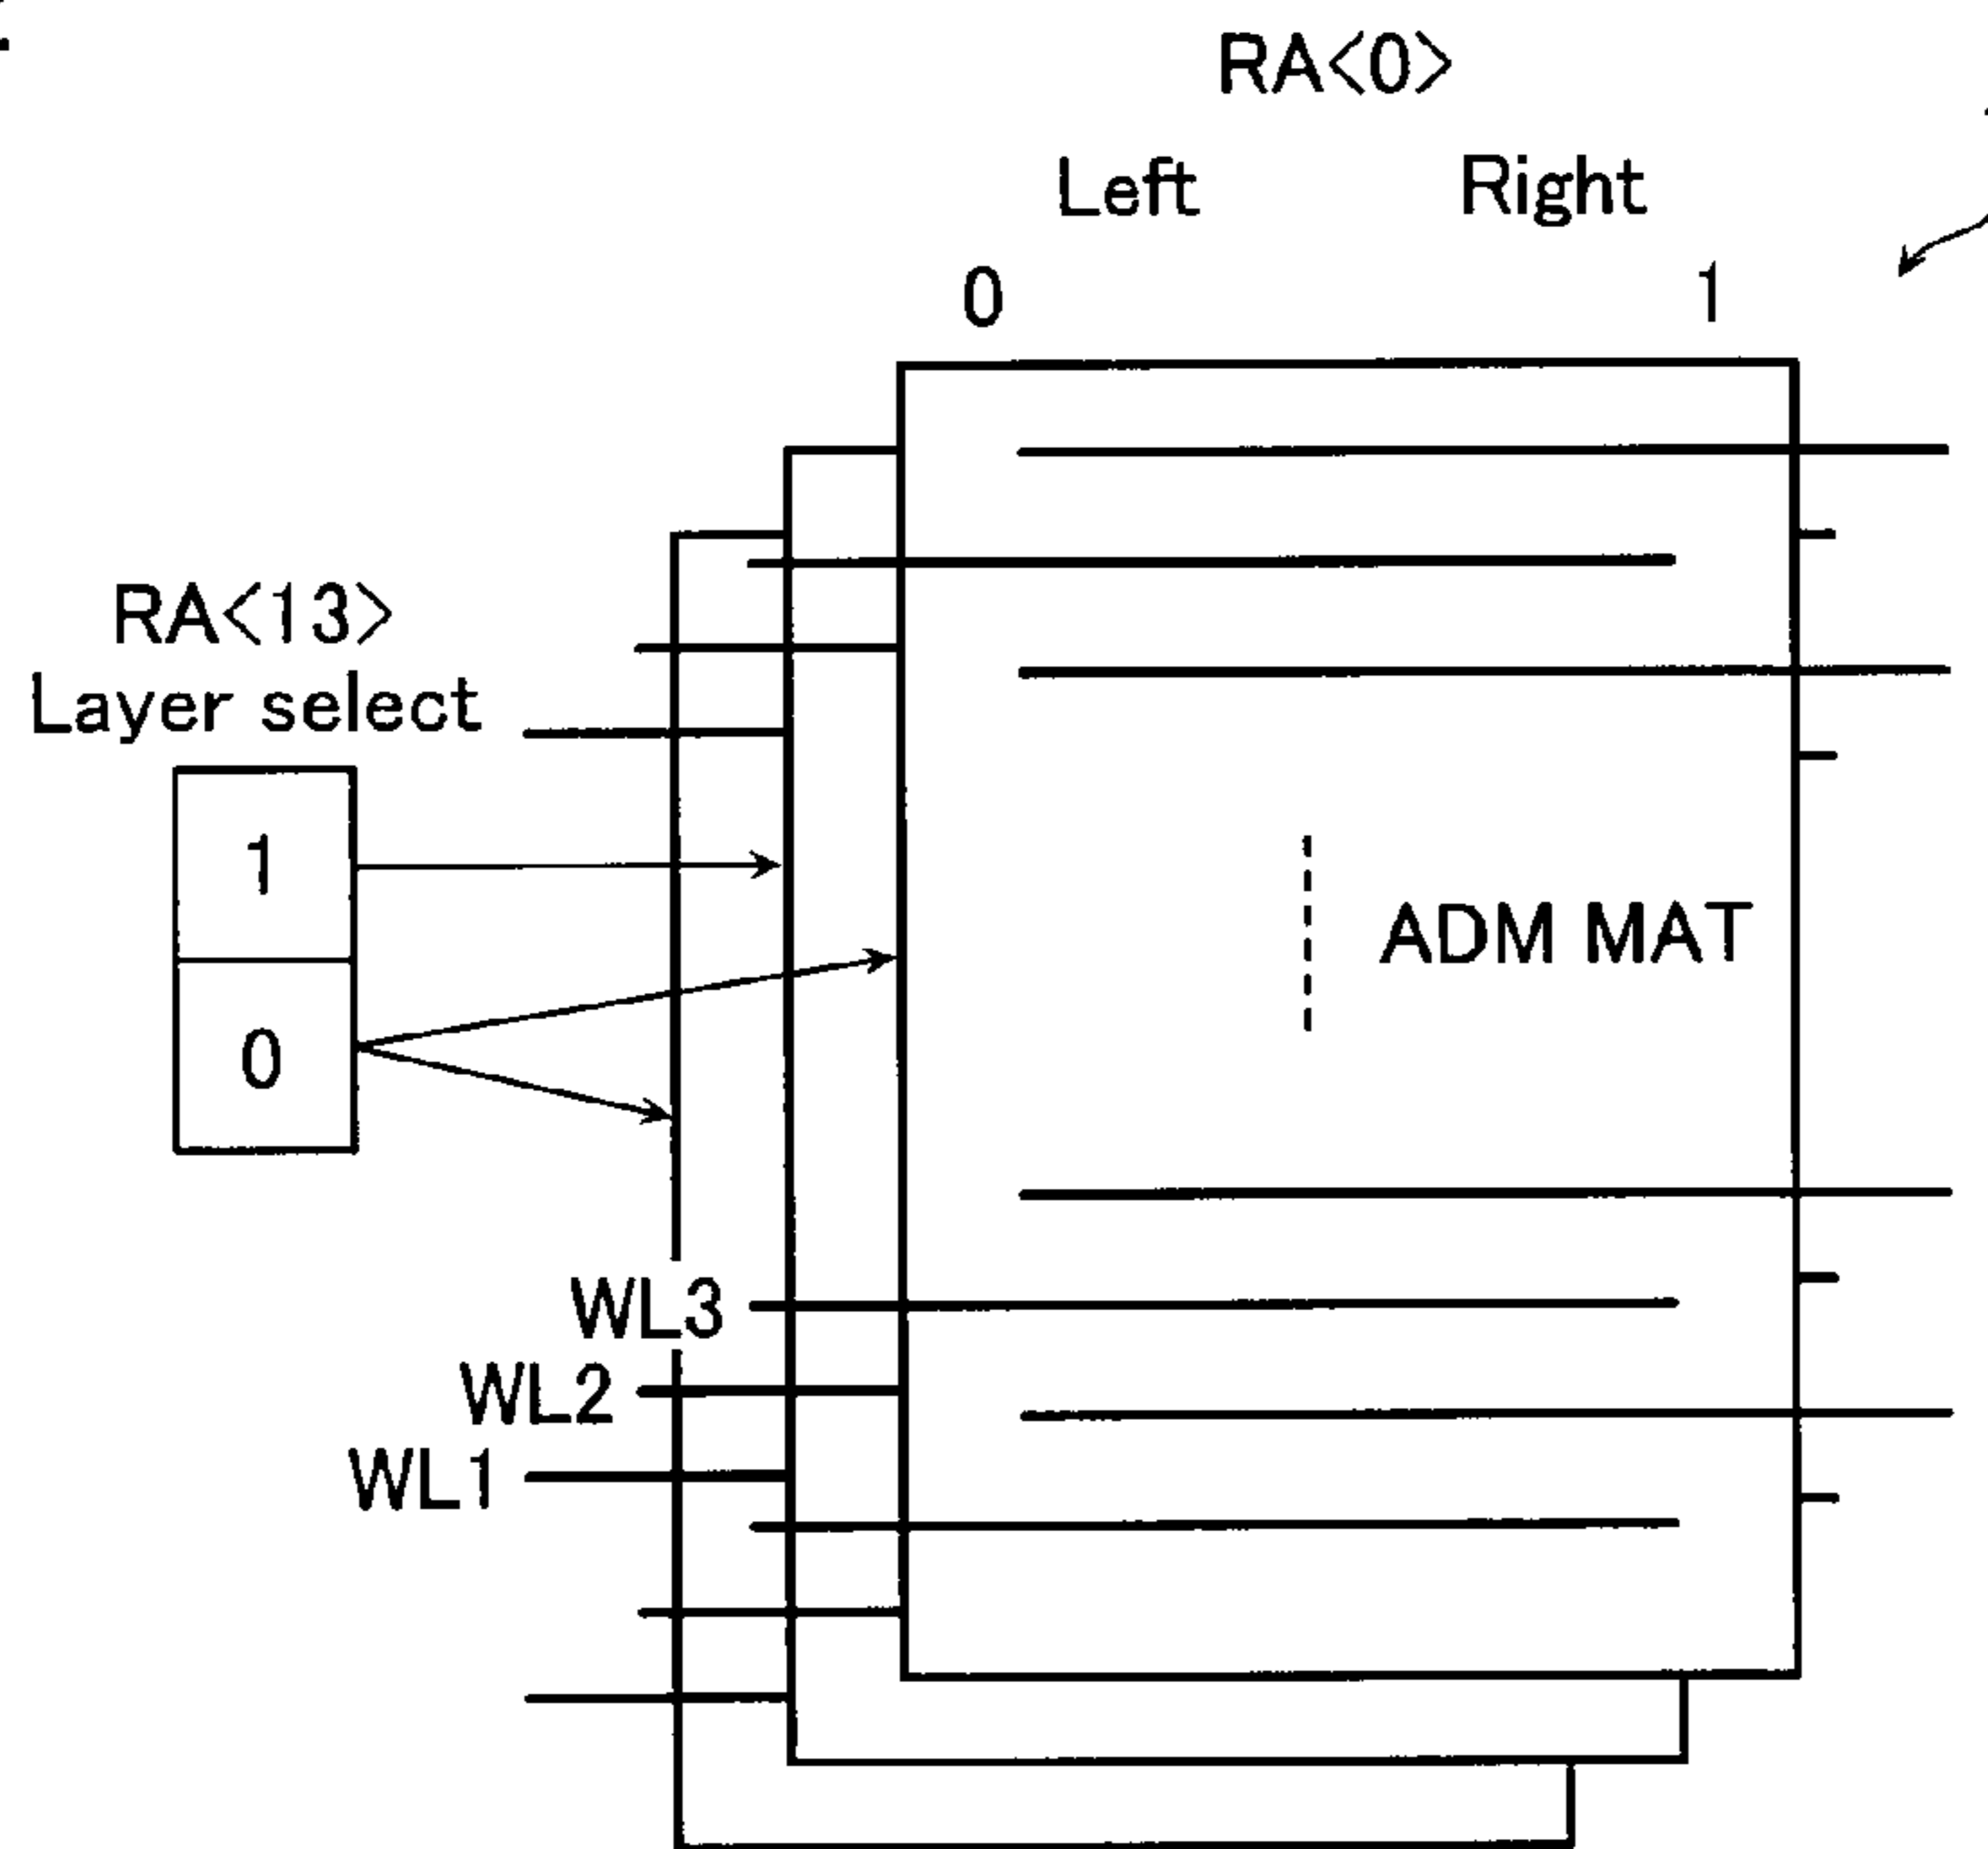 RA<0>
Left Right
0 1
RA<13>
Layer select
1
0
ADM MAT
WL3
WL2
WL1